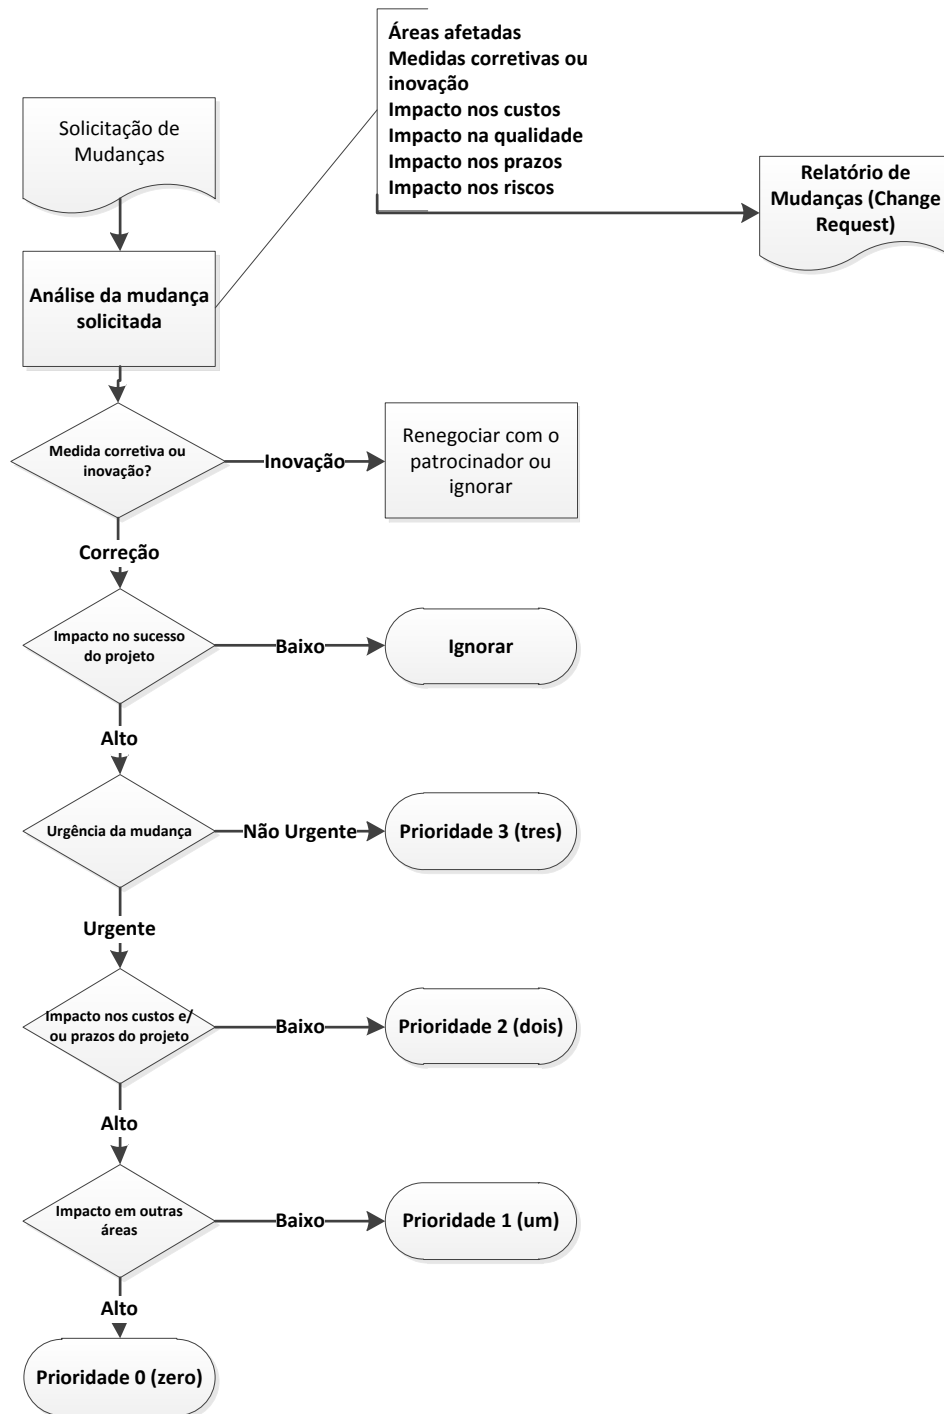 Áreas afetadas
Medidas corretivas ou
inovação
Impacto nos custos
Impacto na qualidade
Impacto nos prazos
Impacto nos riscos
Solicitação de
Mudanças
Relatório de
Mudanças (Change
Request)
Análise da mudança
solicitada
Medida corretiva ou
inovação?
Inovação
Renegociar com o
patrocinador ou
ignorar
Correção
Impacto no sucesso
do projeto
Baixo
Ignorar
Alto
Urgência da mudança
Não Urgente
Prioridade 3 (tres)
Urgente
Impacto nos custos e/
ou prazos do projeto
Baixo
Prioridade 2 (dois)
Alto
Impacto em outras
áreas
Baixo
Prioridade 1 (um)
Alto
Prioridade 0 (zero)